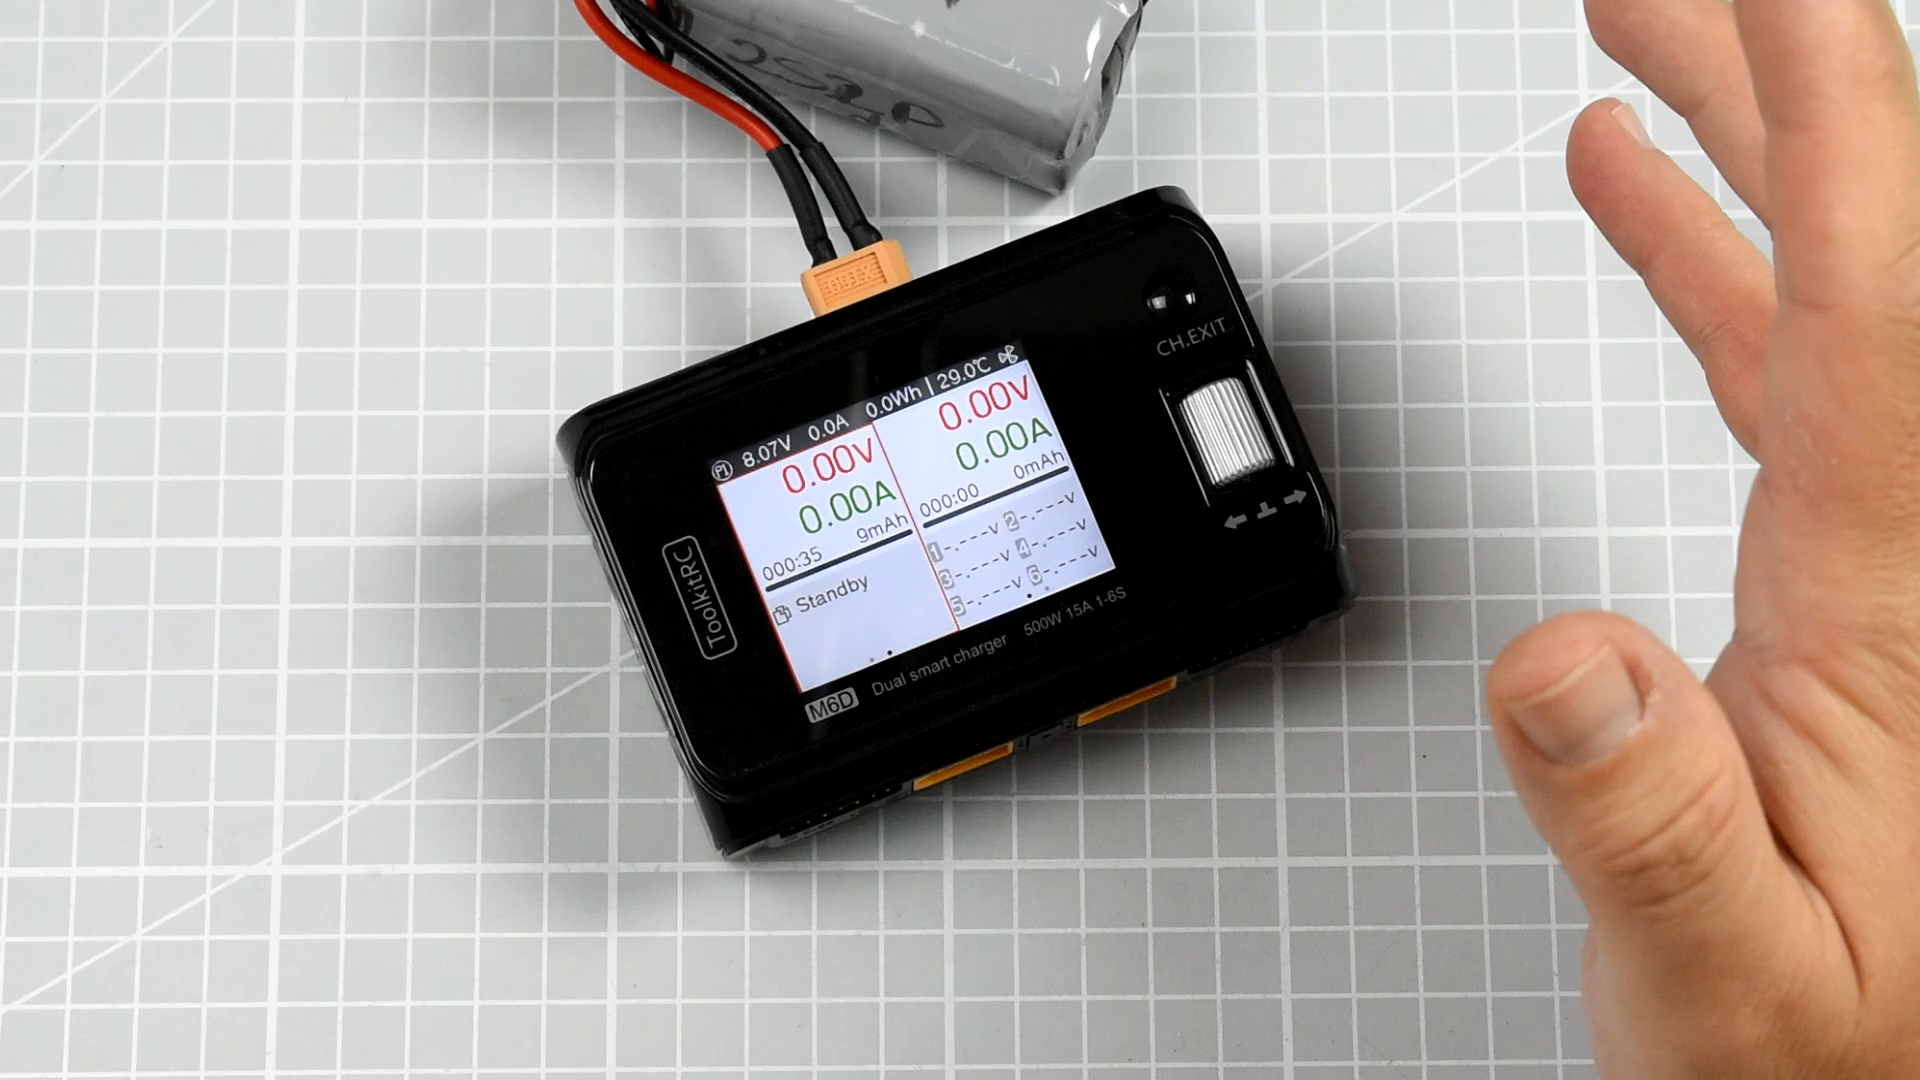 XT60
CH.EXIT
P1 8.07V 0.0A 0.0Wh | 29.0℃
0.00V
0.00A
000:35 9mAh
Standby
0.00V
0.00A
000:00 0mAh
1 -.---V 2 -.---V
3 -.---V 4 -.---V
5 -.---V 6 -.---V
ToolkitRC
M6D Dual smart charger 500W 15A 1-6S